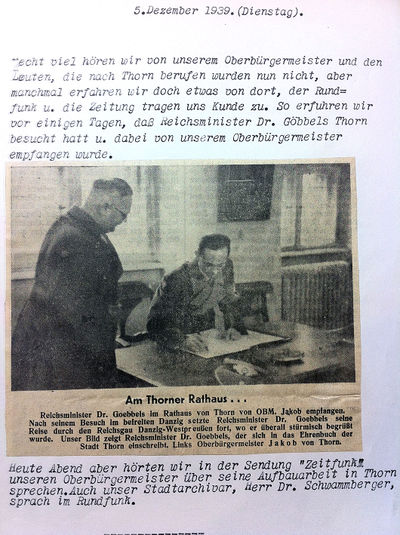 5.Dezember 1939.(Dienstag).
Recht viel hören wir von unserem Oberbürgermeister und den
Leuten, die nach Thorn berufen wurden nun nicht, aber
manchmal erfahren wir doch etwas von dort, der Rund=
funk u. die Zeitung tragen uns Kunde zu. So erfuhren wir
vor einigen Tagen, daß Reichsminister Dr. Göbbels Thorn
besucht hatt u. dabei von unserem Oberbürgermeister
empfangen wurde.
Am Thorner Rathaus . . .
Reichsminister Dr. Goebbels im Rathaus von Thorn von OBM. Jakob empfangen.
Nach seinem Besuch im befreiten Danzig setzte Reichsminister Dr. Goebbels seine
Reise durch den Reichsgau Danzig-Westpreußen fort, wo er überall stürmisch begrüßt
wurde. Unser Bild zeigt Reichsminister Dr. Goebbels, der sich in das Ehrenbuch der
Stadt Thorn einschreibt. Links Oberbürgermeister Jakob von Thorn.
Heute Abend aber hörten wir in der Sendung "Zeitfunk"
unseren Oberbürgermeister über seine Aufbauarbeit in Thorn
sprechen.Auch unser Stadtarchivar, Herr Dr. Schwammberger,
sprach im Rundfunk.